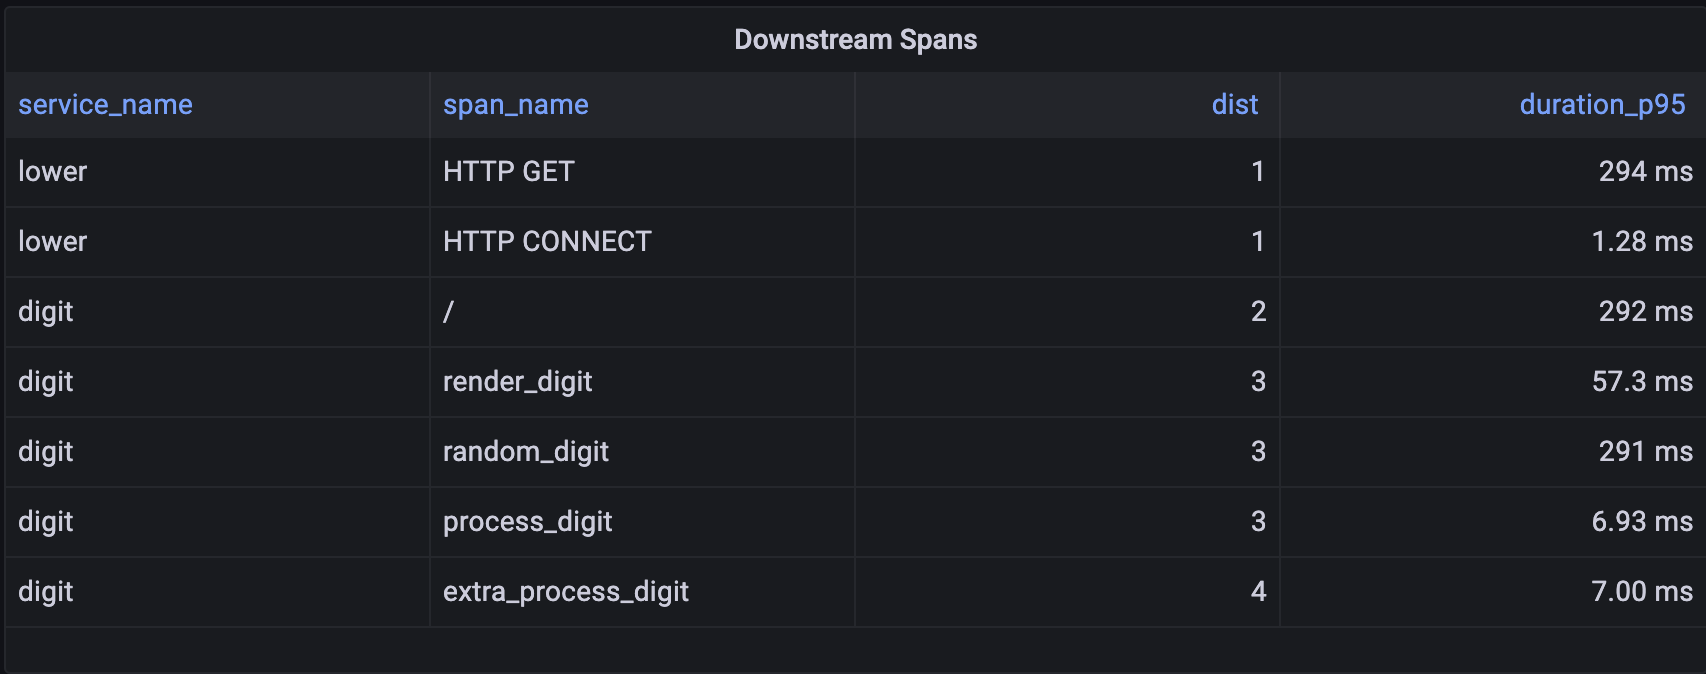 Downstream Spans
service_name span_name dist duration_p95
lower HTTP GET 1 294 ms
lower HTTP CONNECT 1 1.28 ms
digit / 2 292 ms
digit render_digit 3 57.3 ms
digit random_digit 3 291 ms
digit process_digit 3 6.93 ms
digit extra_process_digit 4 7.00 ms